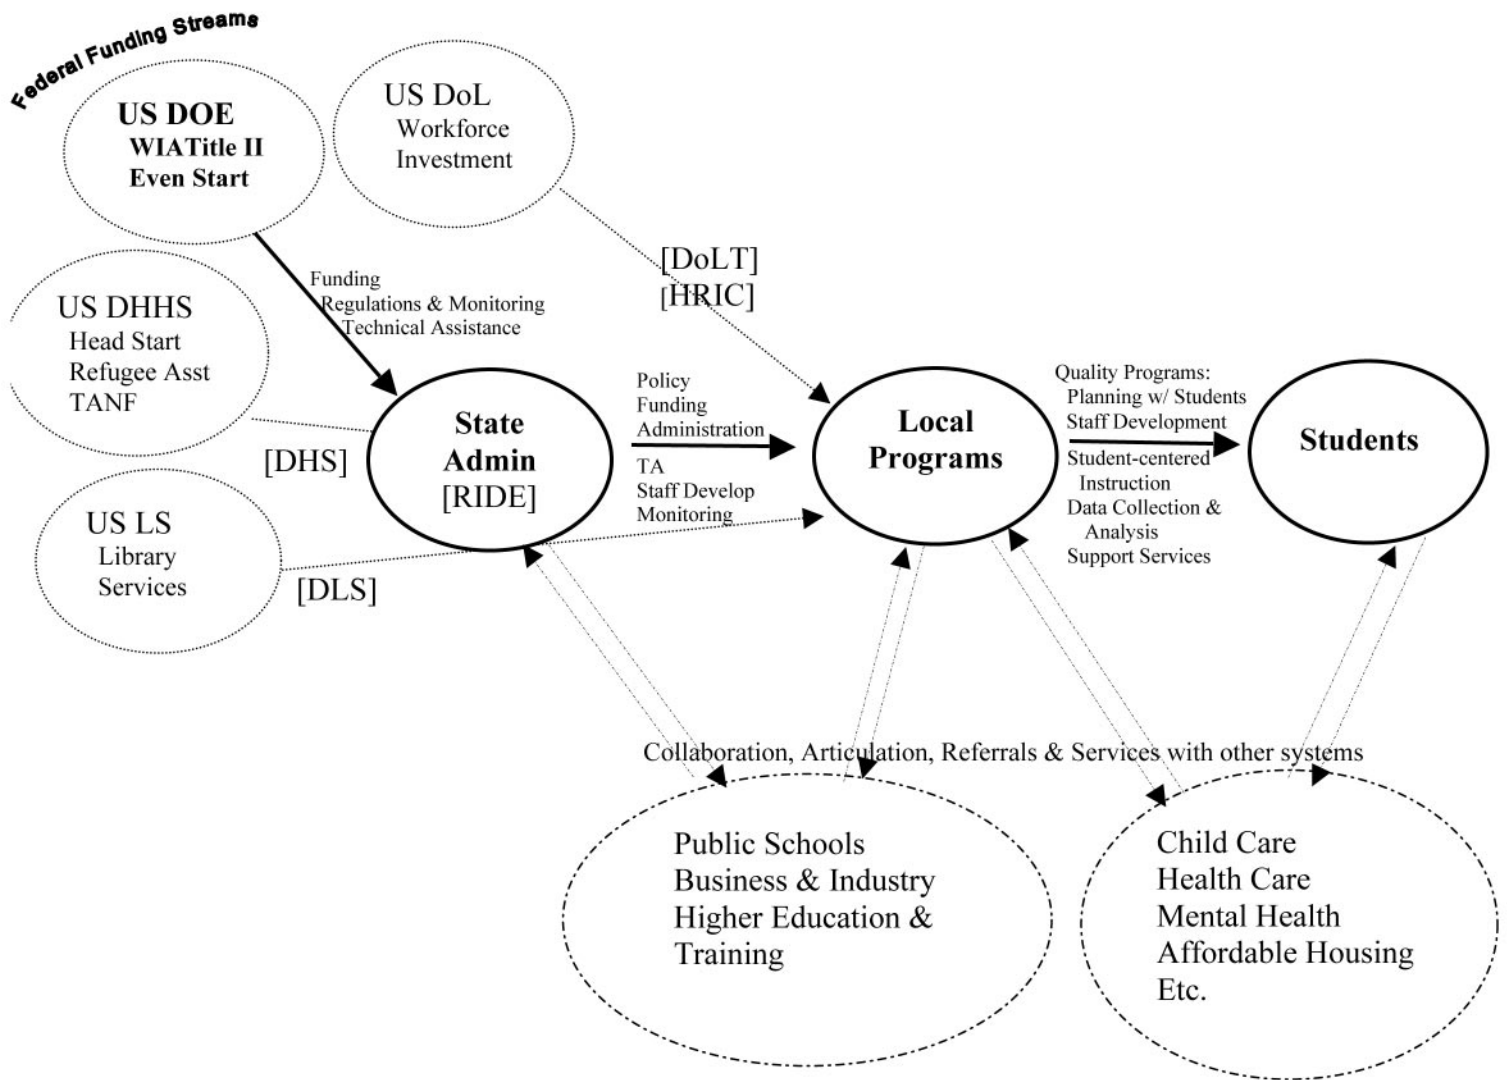 Federal Funding Streams
US DOE
WIATitle II
Even Start
US DoL
Workforce
Investment
[DoLT]
[HRIC]
Funding
Regulations & Monitoring
Technical Assistance
US DHHS
Head Start
Refugee Asst
TANF
[DHS]
US LS
Library
Services
[DLS]
State
Admin
[RIDE]
Policy
Funding
Administration
TA
Staff Develop
Monitoring
Local
Programs
Quality Programs:
Planning w/ Students
Staff Development
Student-centered
Instruction
Data Collection &
Analysis
Support Services
Students
Collaboration, Articulation, Referrals & Services with other systems
Public Schools
Business & Industry
Higher Education &
Training
Child Care
Health Care
Mental Health
Affordable Housing
Etc.